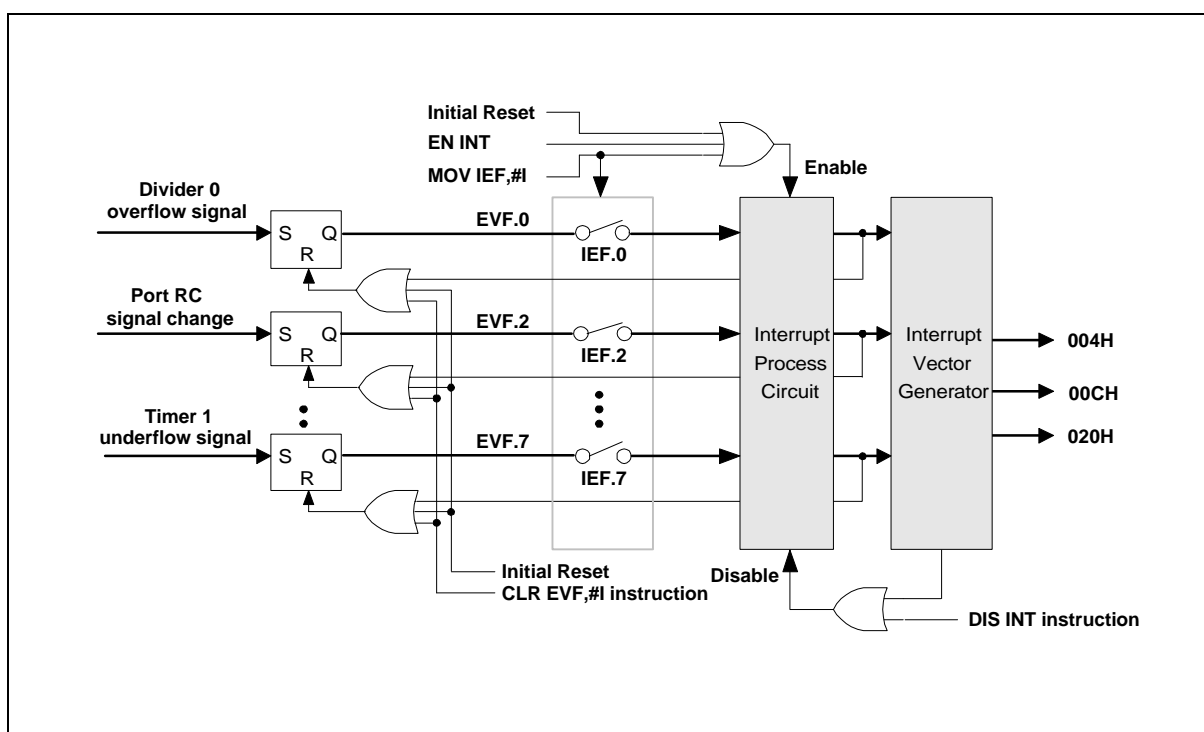 Initial Reset
EN INT
MOV IEF,#I
Enable
Divider 0
overflow signal
S Q
R
EVF.0
IEF.0
Port RC
signal change
S Q
R
EVF.2
IEF.2
Interrupt
Process
Circuit
Interrupt
Vector
Generator
004H
00CH
020H
Timer 1
underflow signal
S Q
R
EVF.7
IEF.7
Initial Reset
CLR EVF,#I instruction
Disable
DIS INT instruction